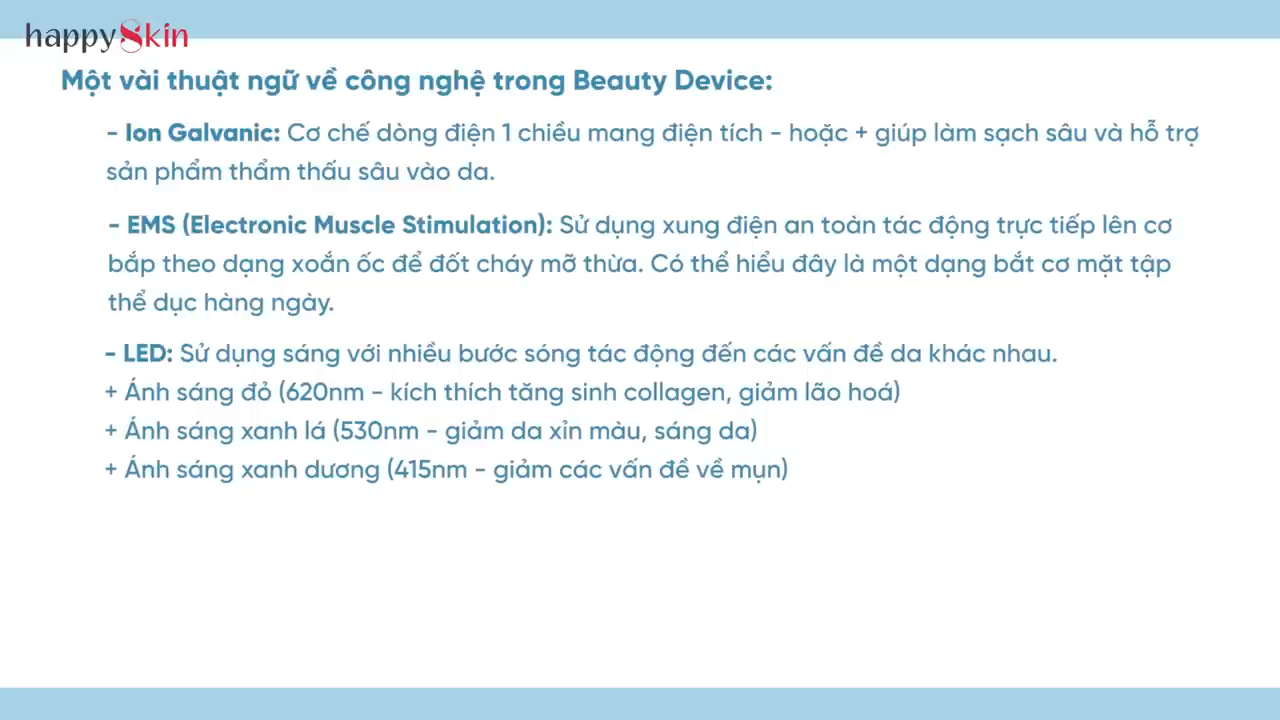 happySkin
Một vài thuật ngữ về công nghệ trong Beauty Device:
- Ion Galvanic: Cơ chế dòng điện 1 chiều mang điện tích - hoặc + giúp làm sạch sâu và hỗ trợ
sản phẩm thẩm thấu sâu vào da.
- EMS (Electronic Muscle Stimulation): Sử dụng xung điện an toàn tác động trực tiếp lên cơ
bắp theo dạng xoắn ốc để đốt cháy mỡ thừa. Có thể hiểu đây là một dạng bắt cơ mặt tập
thể dục hàng ngày.
- LED: Sử dụng sáng với nhiều bước sóng tác động đến các vấn đề da khác nhau.
+ Ánh sáng đỏ (620nm - kích thích tăng sinh collagen, giảm lão hoá)
+ Ánh sáng xanh lá (530nm - giảm da xỉn màu, sáng da)
+ Ánh sáng xanh dương (415nm - giảm các vấn đề về mụn)